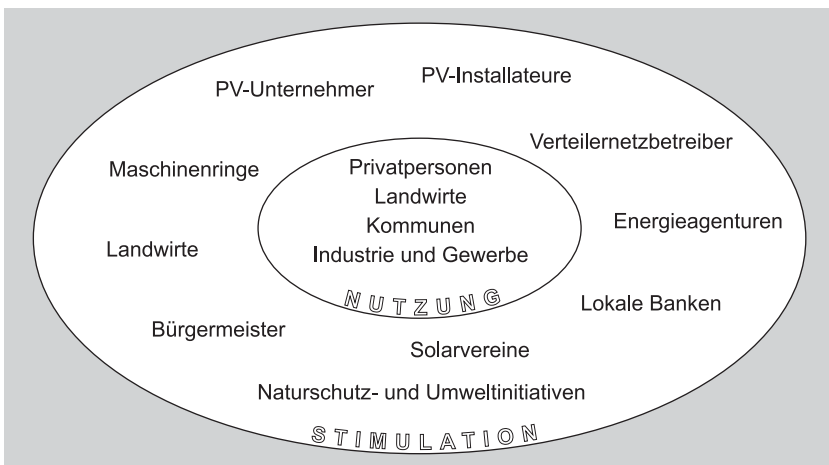 PV-Unternehmer
PV-Installateure
Verteilernetzbetreiber
Maschinenringe
Privatpersonen
Landwirte
Kommunen
Industrie und Gewerbe
NUTZUNG
Energieagenturen
Landwirte
Lokale Banken
Bürgermeister
Solarvereine
Naturschutz- und Umweltinitiativen
STIMULATION